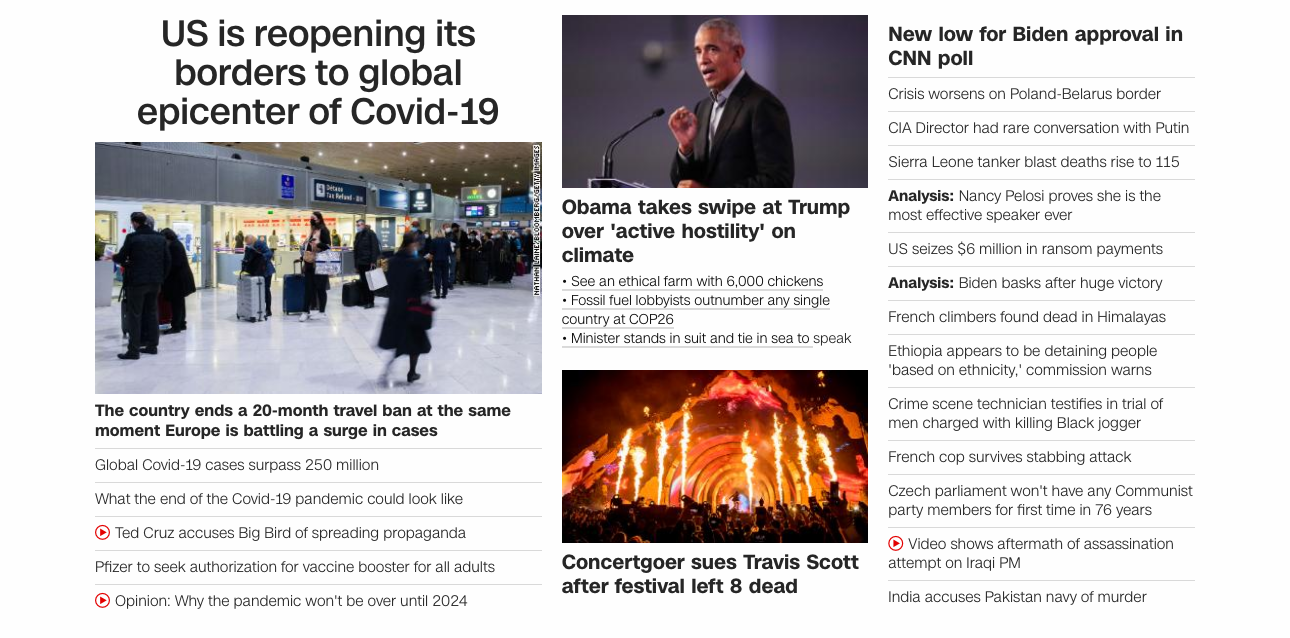 US is reopening its
borders to global
epicenter of Covid-19
Détaxe
Tax Refund
The country ends a 20-month travel ban at the same
moment Europe is battling a surge in cases
Global Covid-19 cases surpass 250 million
What the end of the Covid-19 pandemic could look like
Ted Cruz accuses Big Bird of spreading propaganda
Pfizer to seek authorization for vaccine booster for all adults
Opinion: Why the pandemic won't be over until 2024
Obama takes swipe at Trump
over 'active hostility' on
climate
• See an ethical farm with 6,000 chickens
• Fossil fuel lobbyists outnumber any single
country at COP26
• Minister stands in suit and tie in sea to speak
Concertgoer sues Travis Scott
after festival left 8 dead
New low for Biden approval in
CNN poll
Crisis worsens on Poland-Belarus border
CIA Director had rare conversation with Putin
Sierra Leone tanker blast deaths rise to 115
Analysis: Nancy Pelosi proves she is the
most effective speaker ever
US seizes $6 million in ransom payments
Analysis: Biden basks after huge victory
French climbers found dead in Himalayas
Ethiopia appears to be detaining people
'based on ethnicity,' commission warns
Crime scene technician testifies in trial of
men charged with killing Black jogger
French cop survives stabbing attack
Czech parliament won't have any Communist
party members for first time in 76 years
Video shows aftermath of assassination
attempt on Iraqi PM
India accuses Pakistan navy of murder